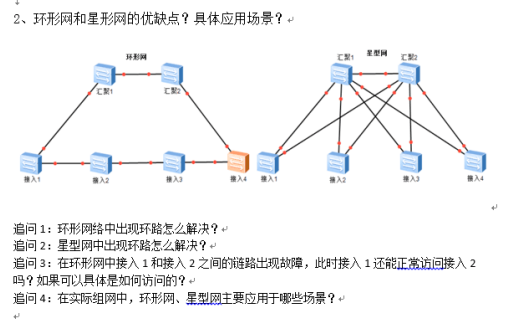 2、环形网和星形网的优缺点？具体应用场景？
环形网
星型网
汇聚1
汇聚2
汇聚1
汇聚2
接入1
接入2
接入3
接入4
接入1
接入2
接入3
接入4
追问 1：环形网络中出现环路怎么解决？
追问 2：星型网中出现环路怎么解决？
追问 3：在环形网中接入 1 和接入 2 之间的链路出现故障，此时接入 1 还能正常访问接入 2
吗？如果可以具体是如何访问的？
追问 4：在实际组网中，环形网、星型网主要应用于哪些场景？